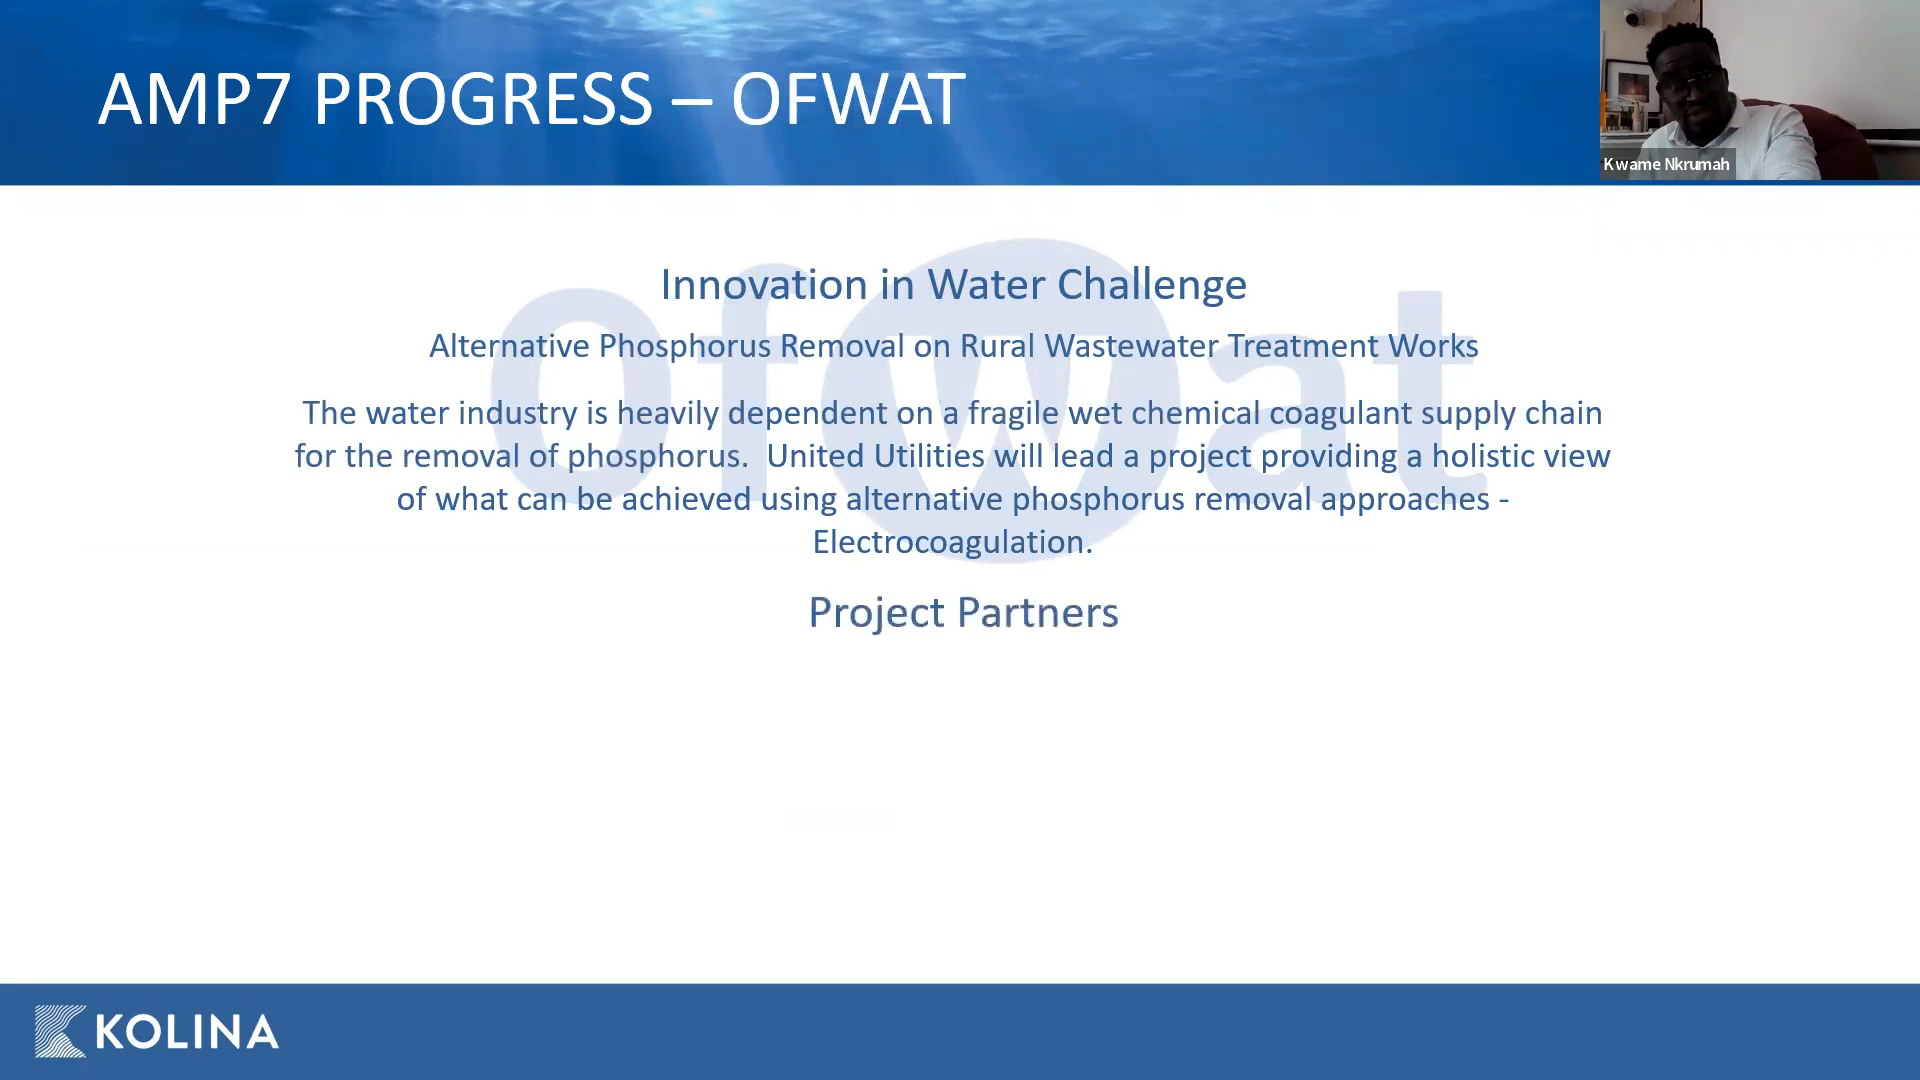 AMP7 PROGRESS – OFWAT
Kwame Nkrumah
ofwat
Innovation in Water Challenge
Alternative Phosphorus Removal on Rural Wastewater Treatment Works
The water industry is heavily dependent on a fragile wet chemical coagulant supply chain
for the removal of phosphorus.  United Utilities will lead a project providing a holistic view
of what can be achieved using alternative phosphorus removal approaches -
Electrocoagulation.
Project Partners
KOLINA